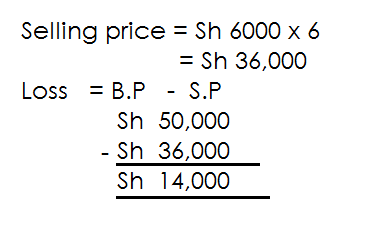 Selling price = Sh 6000 x 6
= Sh 36,000
Loss = B.P - S.P
Sh 50,000
- Sh 36,000
Sh 14,000